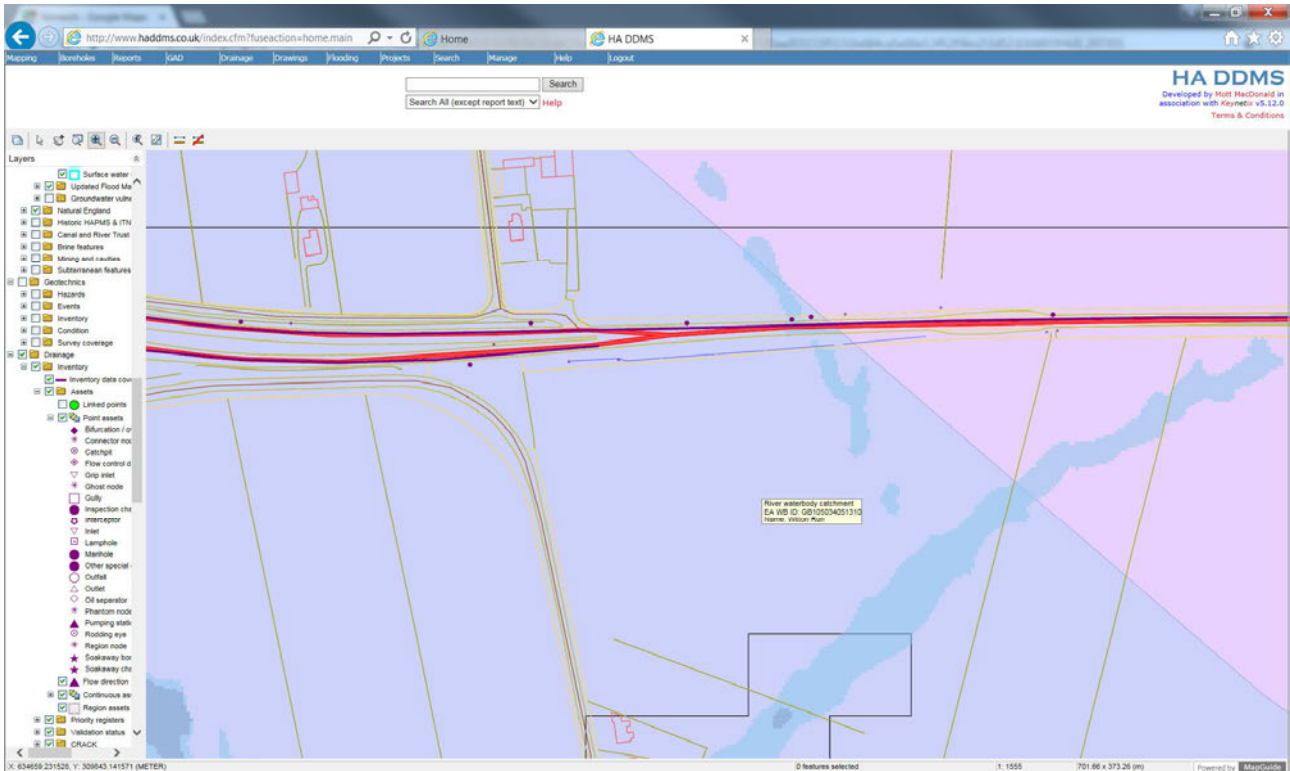 http://www.haddms.co.uk/index.cfm?fuseaction=home.main
Home
HA DDMS
Mapping Boreholes Reports GAD Drainage Drawings Flooding Projects Search Manage Help Logout
Search
Search All (except report text) Help
HA DDMS
Developed by Mott MacDonald in
association with Keynetix v5.12.0
Terms & Conditions
Layers
Surface water
Updated Flood Ma
Groundwater vulne
Natural England
Historic HAPMS & ITN
Canal and River Trust
Brine features
Mining and cavities
Subterranean features
Geotechnics
Hazards
Events
Inventory
Condition
Survey coverage
Drainage
Inventory
Inventory data cov
Assets
Linked points
Point assets
Bifurcation / o
Connector no
Catchpit
Flow control d
Grip inlet
Ghost node
Gully
Inspection cha
Interceptor
Inlet
Lamphole
Manhole
Other special
Outfall
Outlet
Oil separator
Phantom node
Pumping static
Rodding eye
Region node
Soakaway bor
Soakaway cha
Flow direction
Continuous as
Region assets
Priority registers
Validation status
CRACK
River waterbody catchment
EA WB ID: GB105034051310
Name: Witton Run
X: 634659.231528, Y: 309843.141571 (METER)
0 features selected
1: 1555
701.66 x 373.26 (m)
Powered by MapGuide